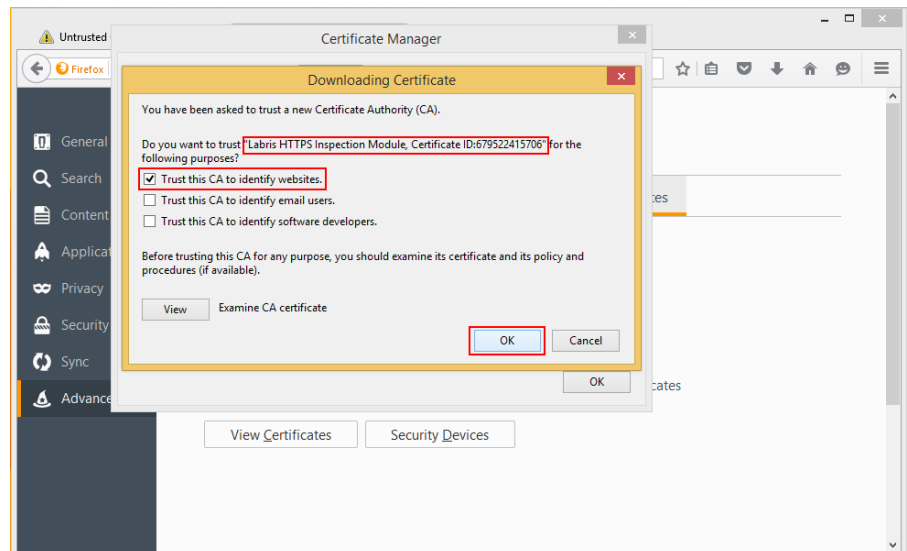 Untrusted
Certificate Manager
Firefox
Downloading Certificate
You have been asked to trust a new Certificate Authority (CA).
Do you want to trust "Labris HTTPS Inspection Module, Certificate ID:679522415706" for the
following purposes?
Trust this CA to identify websites.
Trust this CA to identify email users.
Trust this CA to identify software developers.
Before trusting this CA for any purpose, you should examine its certificate and its policy and
procedures (if available).
View
Examine CA certificate
OK
Cancel
OK
General
Search
Content
Applicat
Privacy
Security
Sync
Advance
tes
cates
View Certificates
Security Devices